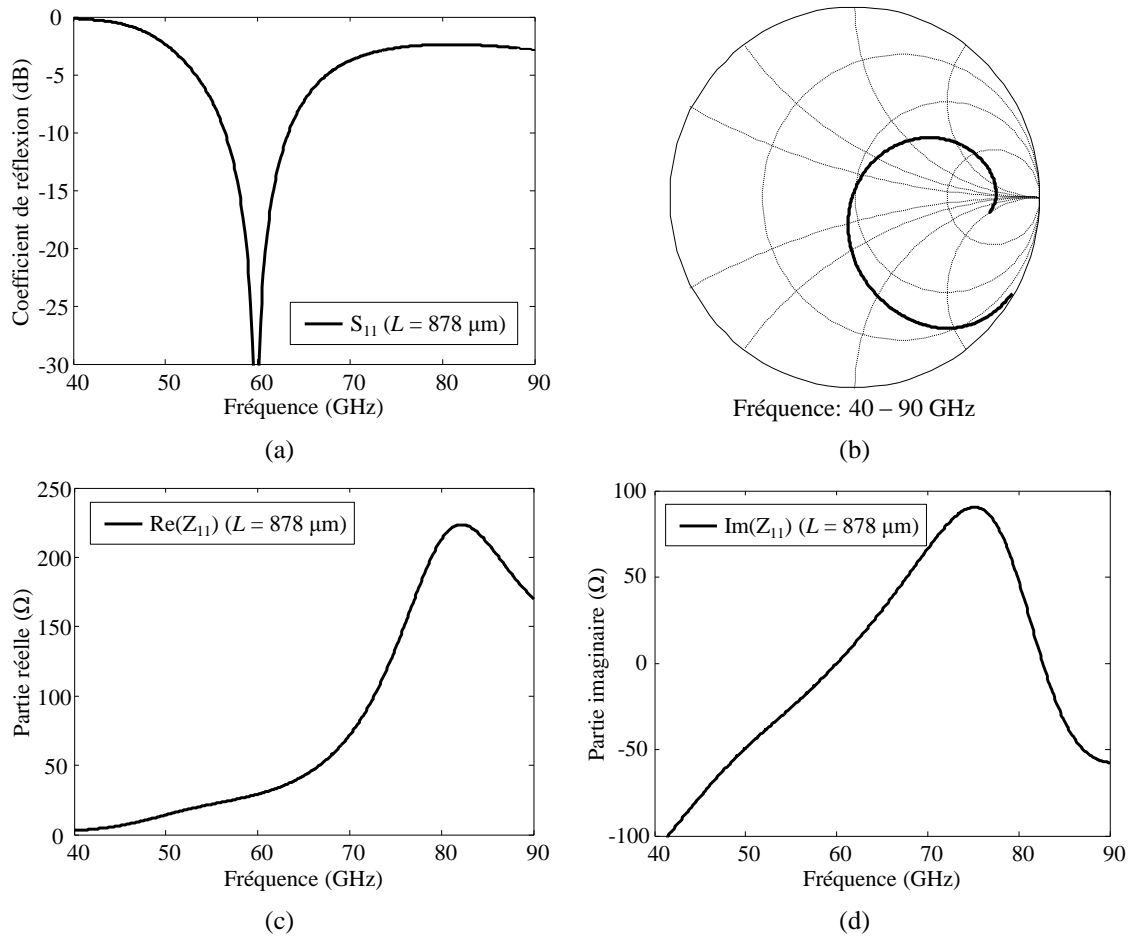 0
-5
-10
-15
-20
-25
-30
Coefficient de réflexion (dB)
S11 (L = 878 μm)
40 50 60 70 80 90
Fréquence (GHz)
(a)
Fréquence: 40 – 90 GHz
(b)
250
200
150
100
50
0
Partie réelle (Ω)
Re(Z11) (L = 878 μm)
40 50 60 70 80 90
Fréquence (GHz)
(c)
100
50
0
-50
-100
Partie imaginaire (Ω)
Im(Z11) (L = 878 μm)
40 50 60 70 80 90
Fréquence (GHz)
(d)